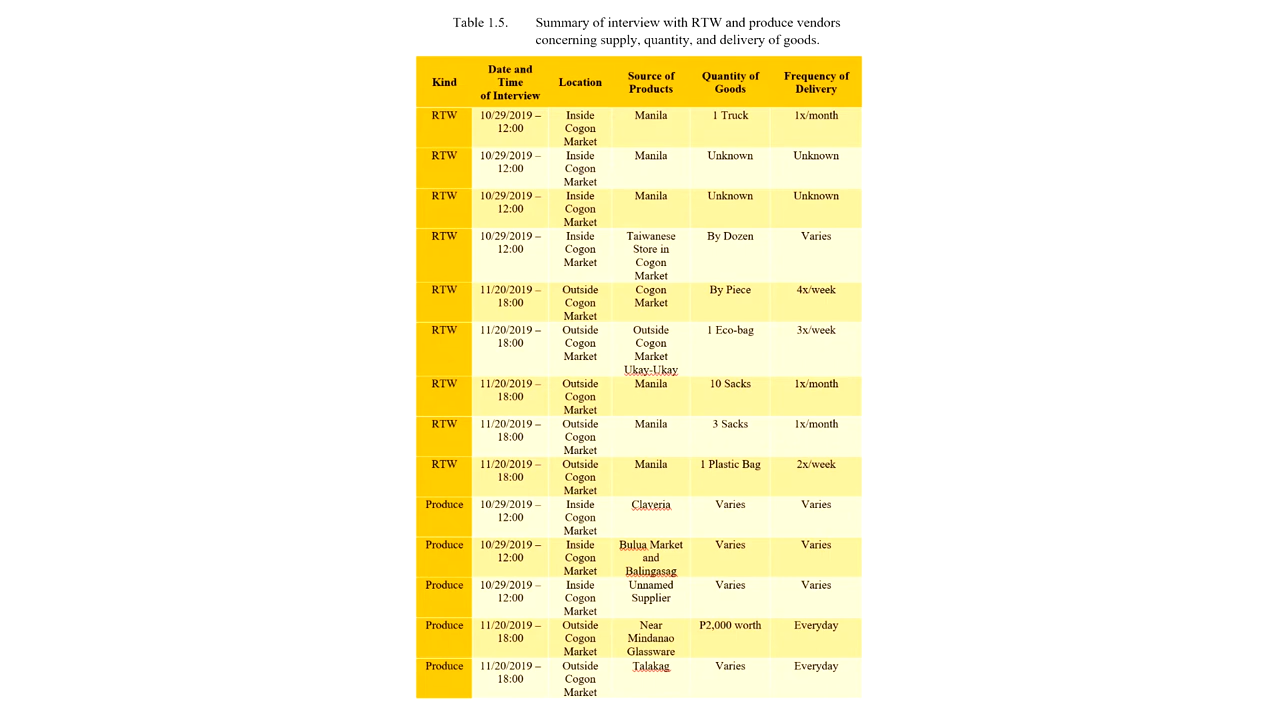 Table 1.5. Summary of interview with RTW and produce vendors
concerning supply, quantity, and delivery of goods.
Kind Date and Time of Interview Location Source of Products Quantity of Goods Frequency of Delivery
RTW 10/29/2019 – 12:00 Inside Cogon Market Manila 1 Truck 1x/month
RTW 10/29/2019 – 12:00 Inside Cogon Market Manila Unknown Unknown
RTW 10/29/2019 – 12:00 Inside Cogon Market Manila Unknown Unknown
RTW 10/29/2019 – 12:00 Inside Cogon Market Taiwanese Store in Cogon Market By Dozen Varies
RTW 11/20/2019 – 18:00 Outside Cogon Market Cogon Market By Piece 4x/week
RTW 11/20/2019 – 18:00 Outside Cogon Market Outside Cogon Market Ukay-Ukay 1 Eco-bag 3x/week
RTW 11/20/2019 – 18:00 Outside Cogon Market Manila 10 Sacks 1x/month
RTW 11/20/2019 – 18:00 Outside Cogon Market Manila 3 Sacks 1x/month
RTW 11/20/2019 – 18:00 Outside Cogon Market Manila 1 Plastic Bag 2x/week
Produce 10/29/2019 – 12:00 Inside Cogon Market Claveria Varies Varies
Produce 10/29/2019 – 12:00 Inside Cogon Market Bulua Market and Balingasag Varies Varies
Produce 10/29/2019 – 12:00 Inside Cogon Market Unnamed Supplier Varies Varies
Produce 11/20/2019 – 18:00 Outside Cogon Market Near Mindanao Glassware P2,000 worth Everyday
Produce 11/20/2019 – 18:00 Outside Cogon Market Talakag Varies Everyday